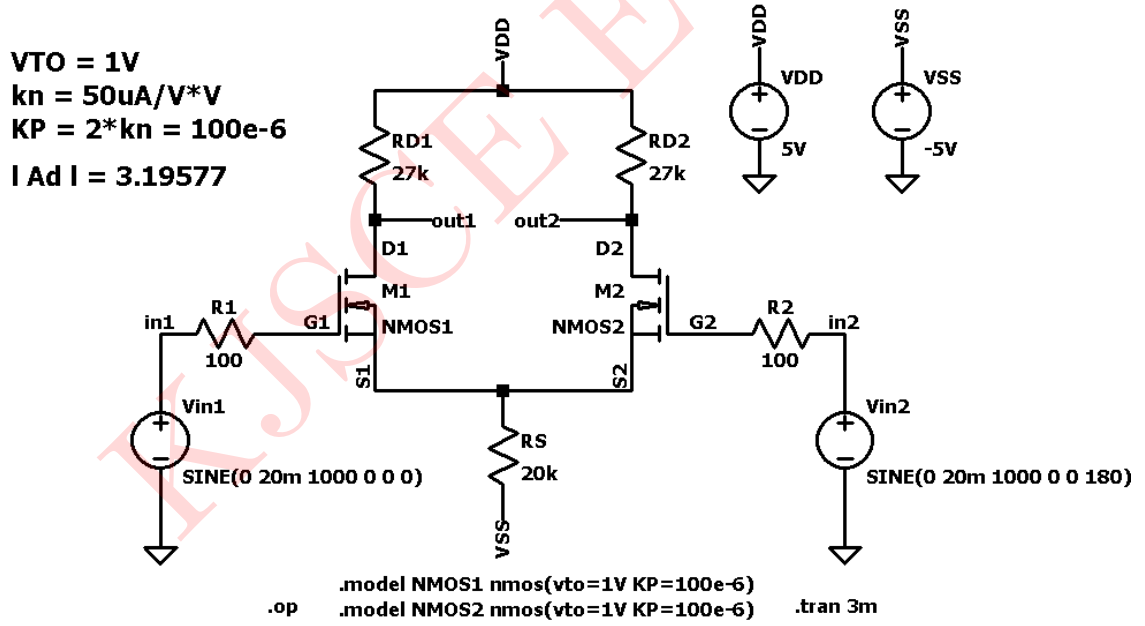 VTO = 1V
kn = 50uA/V*V
KP = 2*kn = 100e-6
I Ad I = 3.19577
VDD
RD1
27k
RD2
27k
out1
out2
D1
D2
M1
M2
NMOS1
NMOS2
G1
G2
S1
S2
in1
R1
100
R2
100
in2
Vin1
SINE(0 20m 1000 0 0 0)
Vin2
SINE(0 20m 1000 0 0 180)
RS
20k
VSS
VDD
VDD
5V
VSS
VSS
-5V
.op
.model NMOS1 nmos(vto=1V KP=100e-6)
.model NMOS2 nmos(vto=1V KP=100e-6)
.tran 3m
KJSCE E